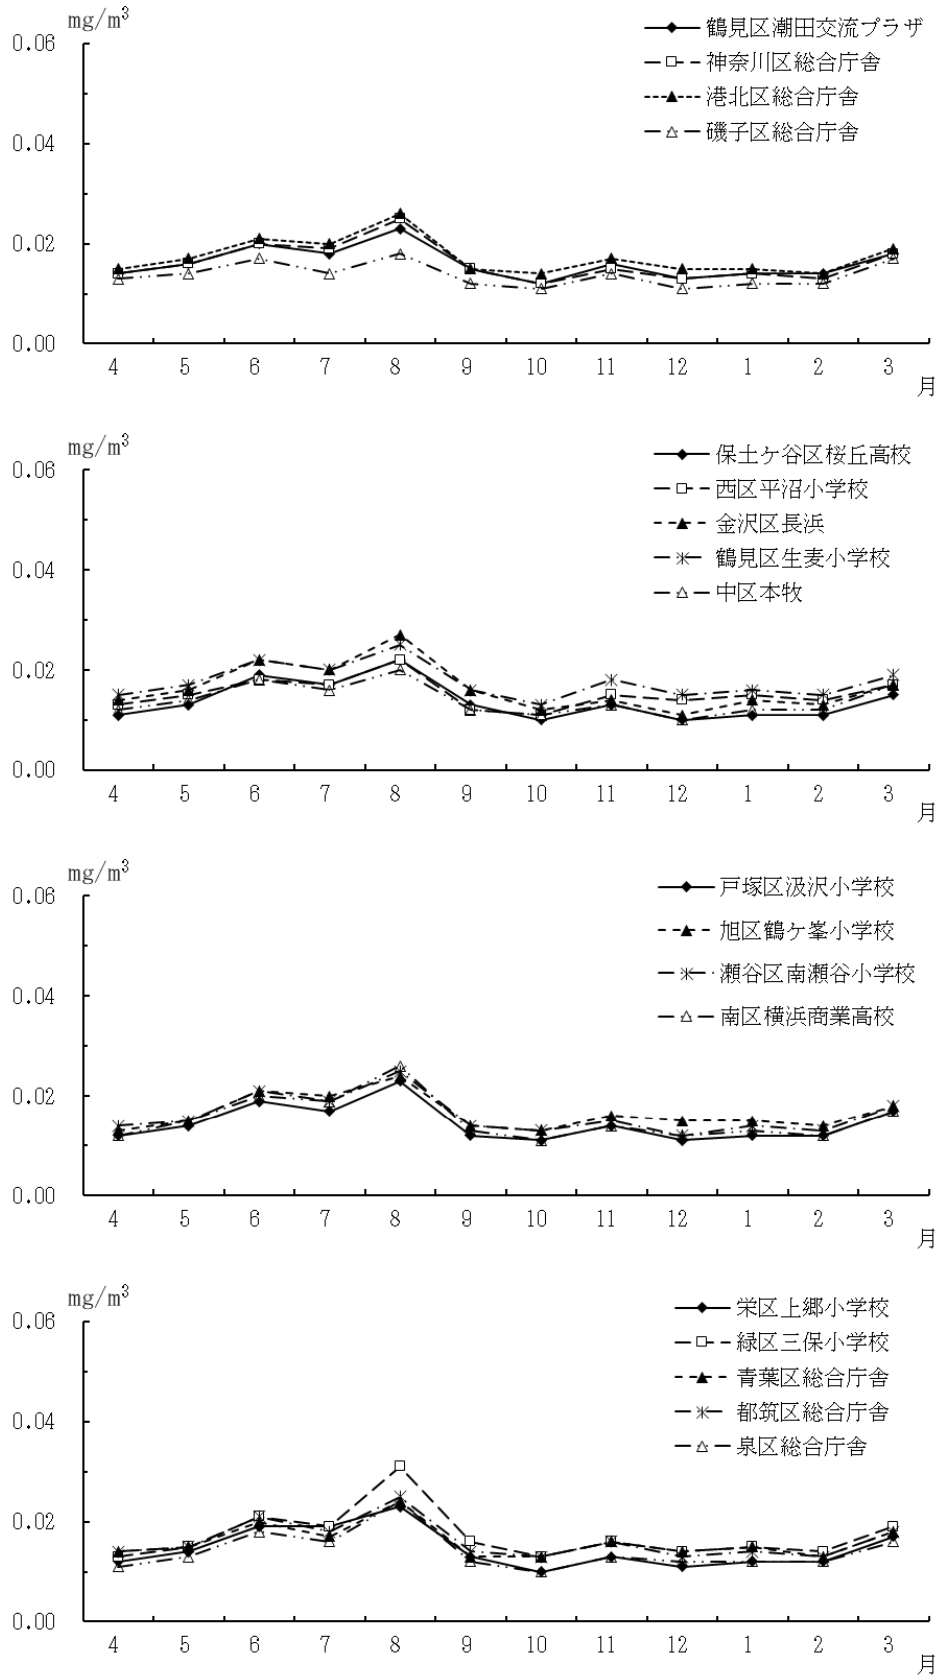 mg/m³
鶴見区潮田交流プラザ
神奈川区総合庁舎
港北区総合庁舎
磯子区総合庁舎
0.06
0.04
0.02
0.00
4 5 6 7 8 9 10 11 12 1 2 3
月
mg/m³
保土ケ谷区桜丘高校
西区平沼小学校
金沢区長浜
鶴見区生麦小学校
中区本牧
0.06
0.04
0.02
0.00
4 5 6 7 8 9 10 11 12 1 2 3
月
mg/m³
戸塚区汲沢小学校
旭区鶴ケ峯小学校
瀬谷区南瀬谷小学校
南区横浜商業高校
0.06
0.04
0.02
0.00
4 5 6 7 8 9 10 11 12 1 2 3
月
mg/m³
栄区上郷小学校
緑区三保小学校
青葉区総合庁舎
都筑区総合庁舎
泉区総合庁舎
0.06
0.04
0.02
0.00
4 5 6 7 8 9 10 11 12 1 2 3
月